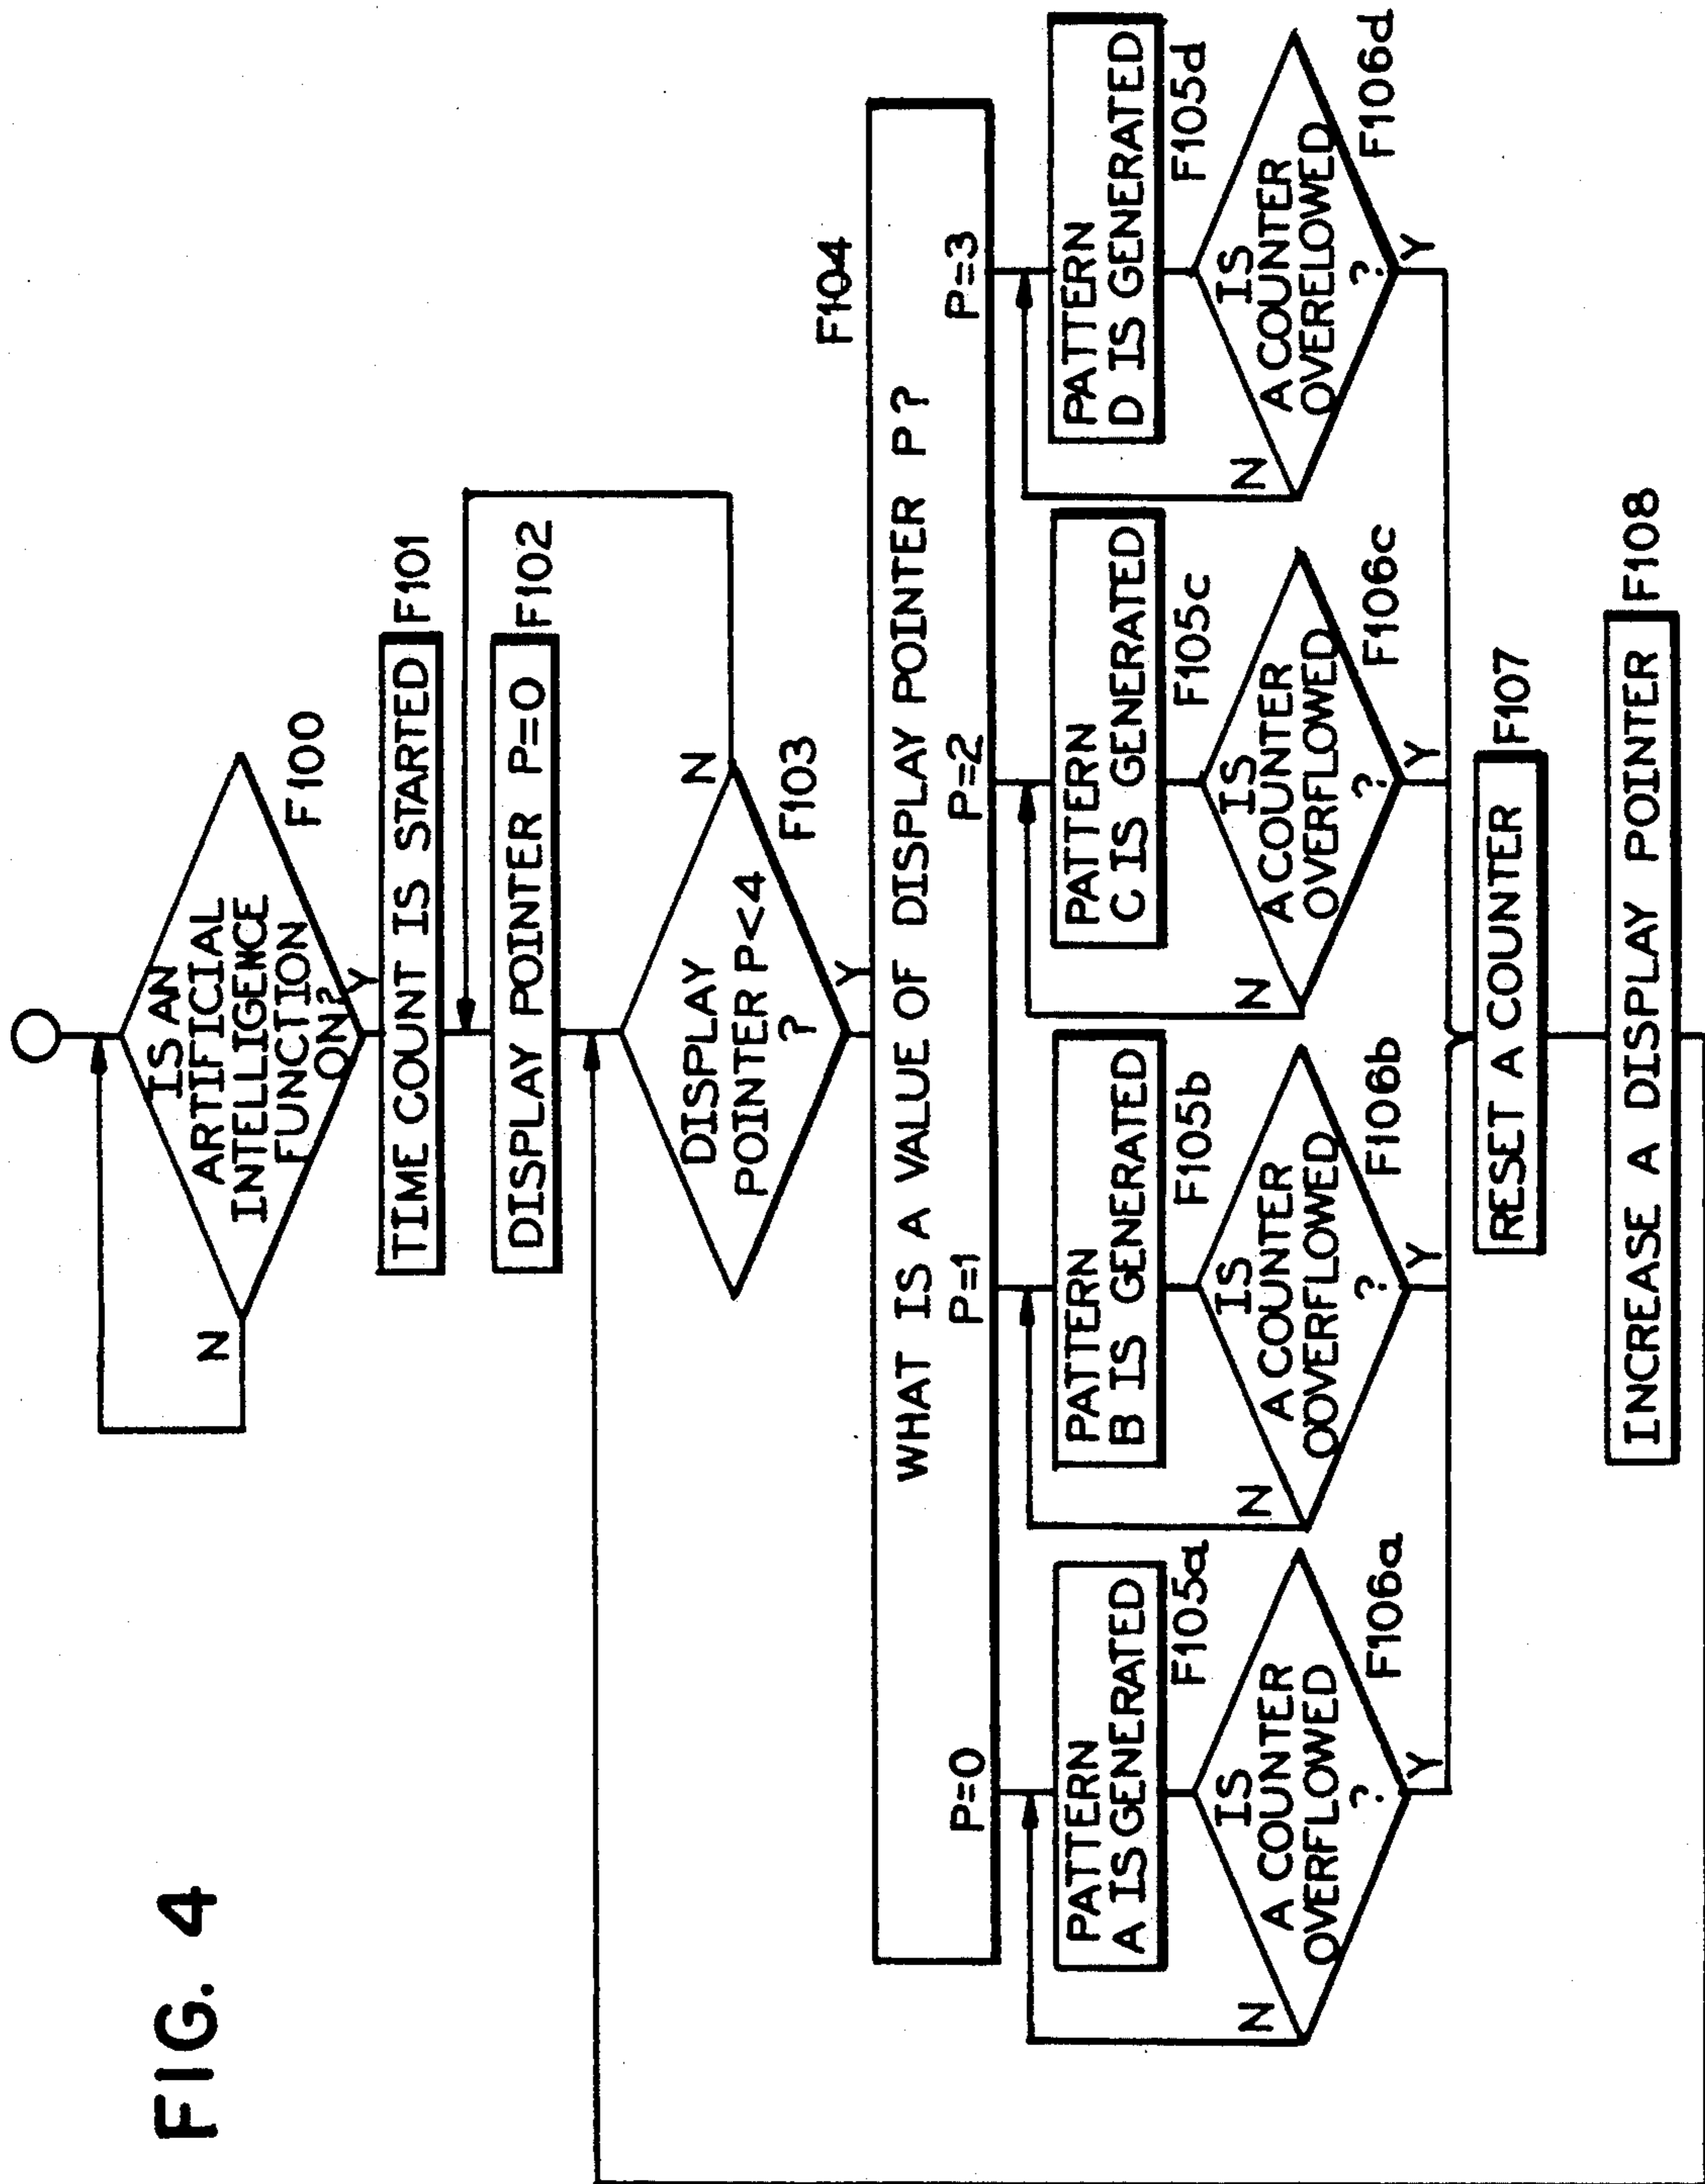 FIG. 4
IS AN
ARTIFICIAL
INTELLIGENCE
FUNCTION
ON?
F100
N
Y
TIME COUNT IS STARTED
F101
DISPLAY POINTER P=0
F102
DISPLAY
POINTER P<4
?
F103
N
Y
F104
WHAT IS A VALUE OF DISPLAY POINTER P?
P=0
P=1
P=2
P=3
PATTERN
A IS GENERATED
F105a
PATTERN
B IS GENERATED
F105b
PATTERN
C IS GENERATED
F105c
PATTERN
D IS GENERATED
F105d
IS
A COUNTER
OVERFLOWED
?
F106a
N
Y
IS
A COUNTER
OOVERFLOWED
?
F106b
N
Y
IS
A COUNTER
OVERFLOWED
?
F106c
N
Y
IS
A COUNTER
OVERELOWED
?
F106d
N
Y
RESET A COUNTER
F107
INCREASE A DISPLAY POINTER
F108